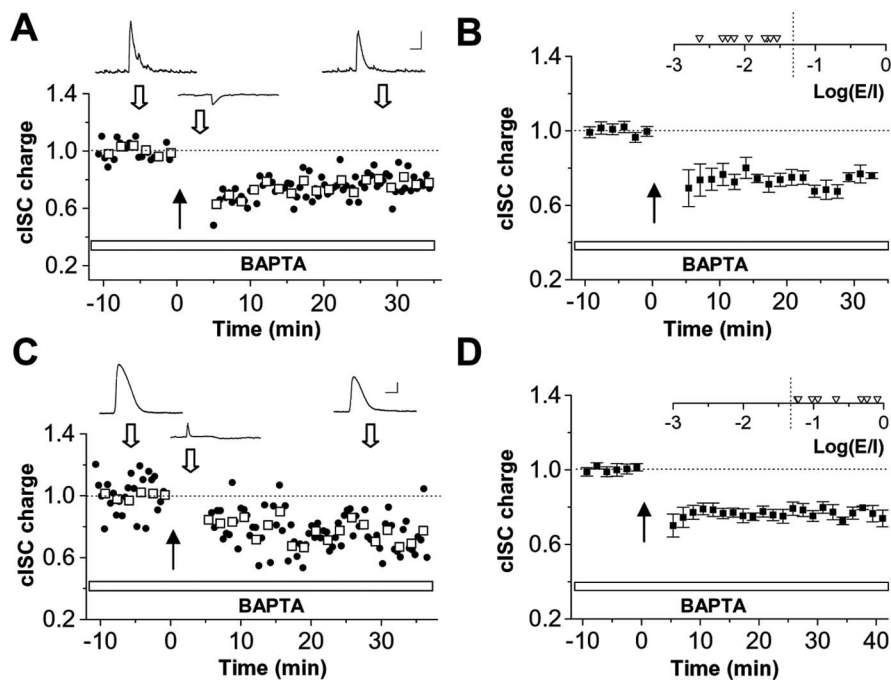 A
1.4
1.0
0.6
0.2
cISC charge
BAPTA
-10 0 10 20 30
Time (min)
B
-3 -2 -1 0
Log(E/I)
1.4
1.0
0.6
0.2
cISC charge
BAPTA
-10 0 10 20 30
Time (min)
C
1.4
1.0
0.6
0.2
cISC charge
BAPTA
-10 0 10 20 30
Time (min)
D
-3 -2 -1 0
Log(E/I)
1.4
1.0
0.6
0.2
cISC charge
BAPTA
-10 0 10 20 30 40
Time (min)